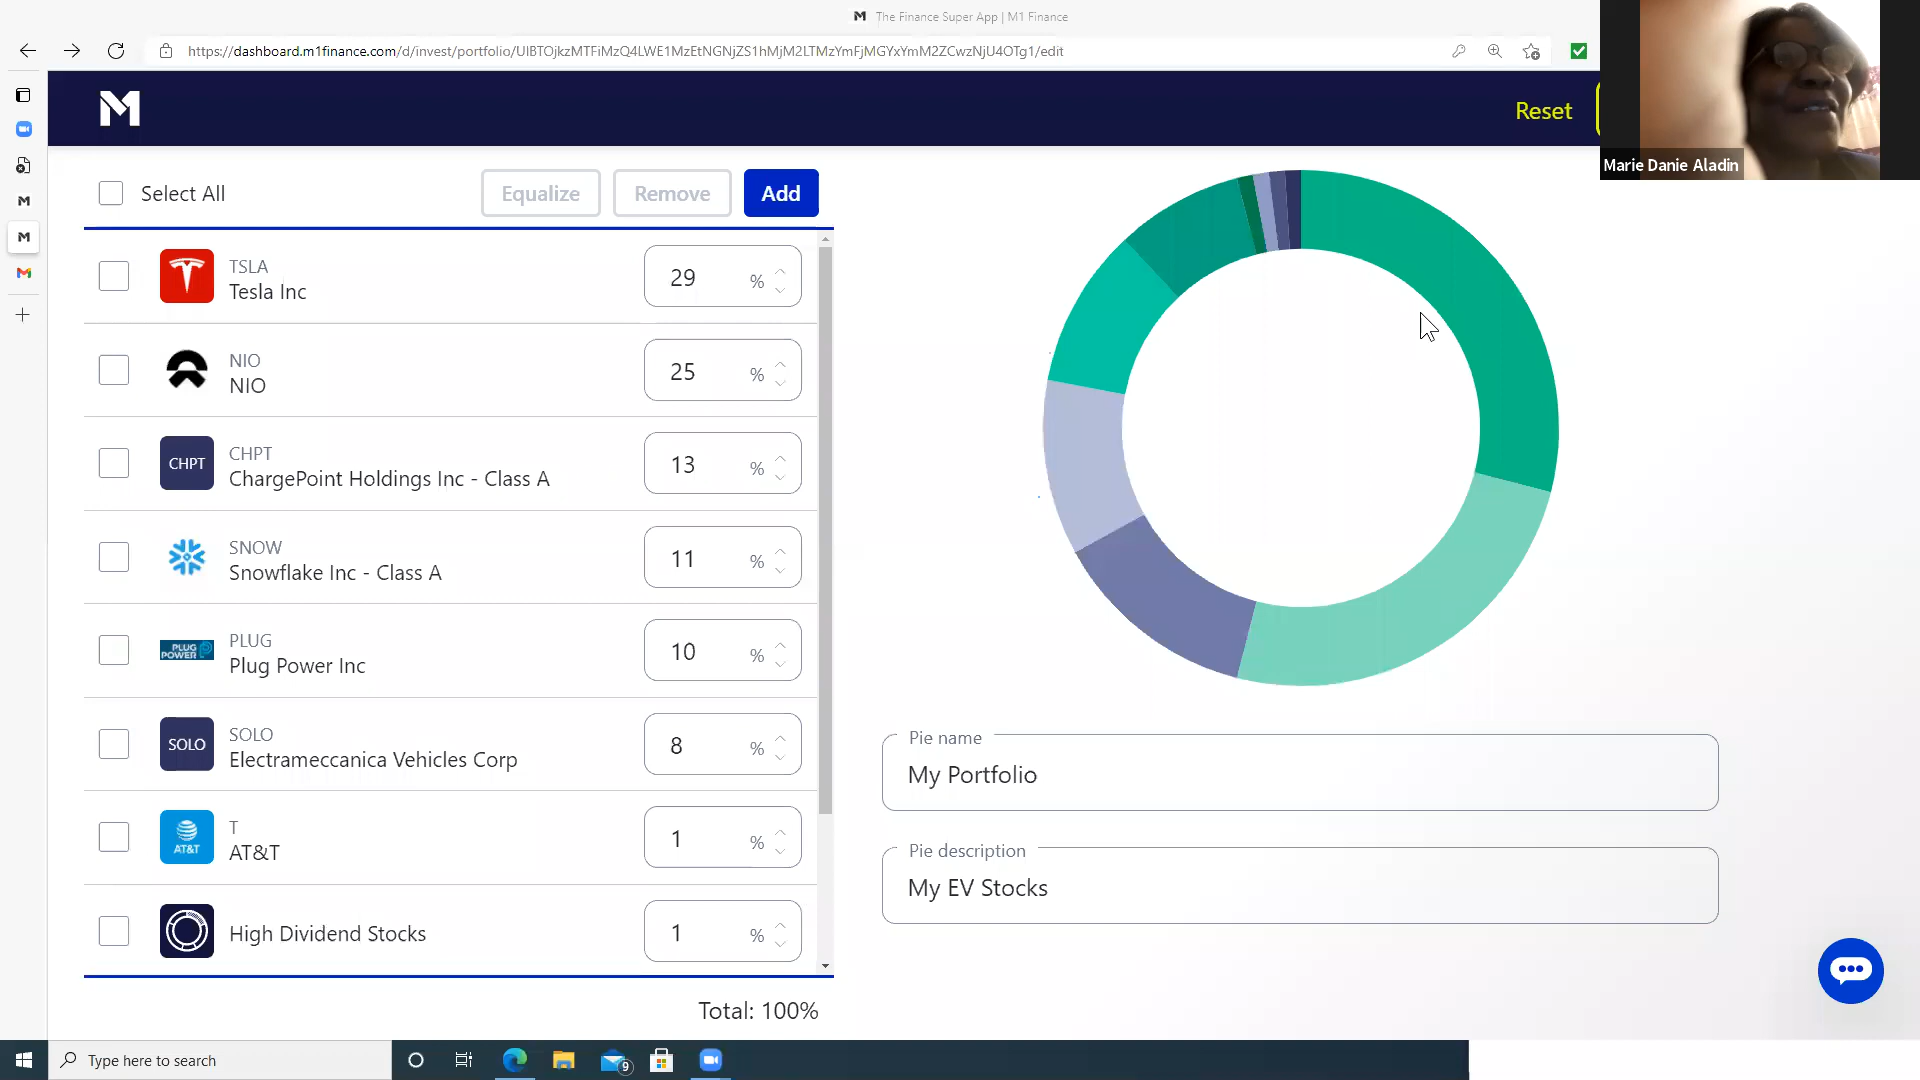 The Finance Super App | M1 Finance
https://dashboard.m1finance.com/d/invest/portfolio/UlBTOjkzMTFiMzQ4LWE1MzEtNGNjZS1hMjM2LTMzYmFjMGYxYmM2ZCwzNjU4OTg1/edit
Reset
Marie Danie Aladin
Select All
Equalize
Remove
Add
TSLA
Tesla Inc
29 %
NIO
NIO
25 %
CHPT
CHPT
ChargePoint Holdings Inc - Class A
13 %
SNOW
Snowflake Inc - Class A
11 %
PLUG POWER
PLUG
Plug Power Inc
10 %
SOLO
SOLO
Electrameccanica Vehicles Corp
8 %
AT&T
T
AT&T
1 %
High Dividend Stocks
1 %
Total: 100%
Pie name
My Portfolio
Pie description
My EV Stocks
Type here to search
9